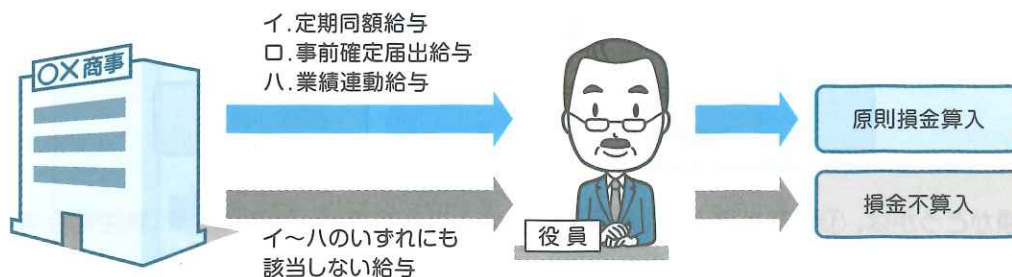 イ.定期同額給与
ロ.事前確定届出給与
ハ.業績連動給与
○×商事
原則損金算入
損金不算入
役員
イ～ハのいずれにも
該当しない給与